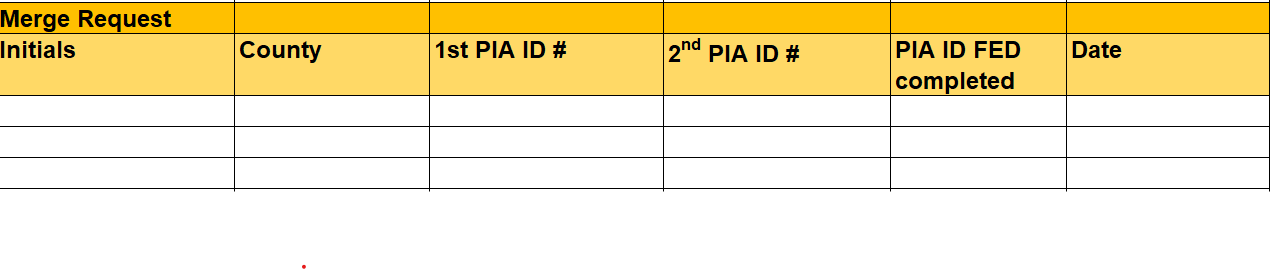 Merge Request
Initials County 1st PIA ID # 2nd PIA ID # PIA ID FED completed Date